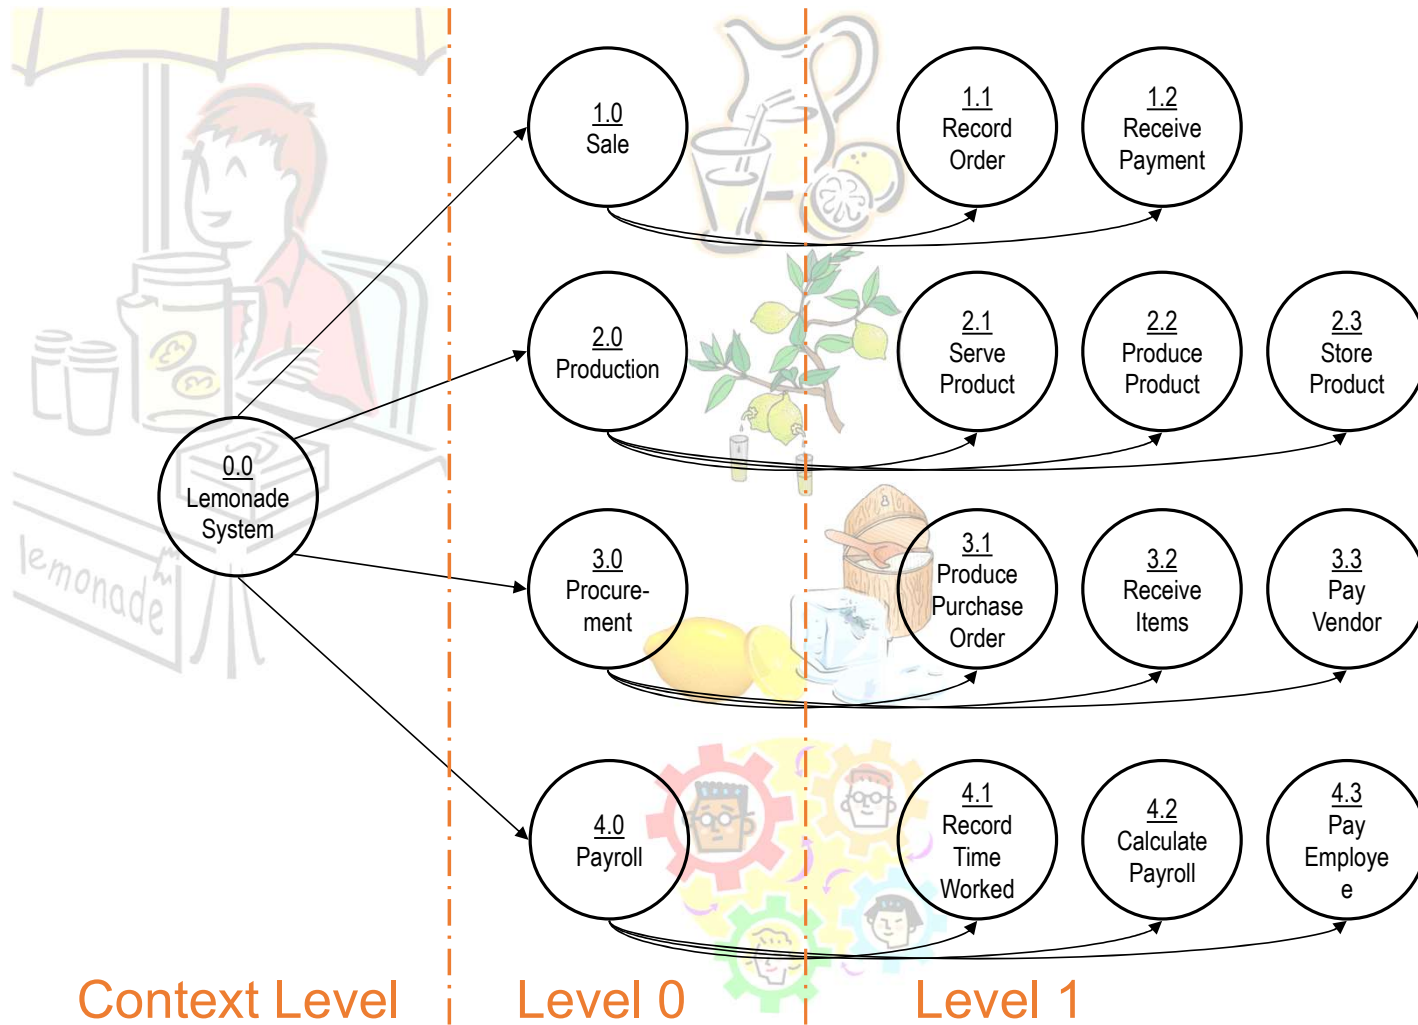 1.0
Sale
1.1
Record
Order
1.2
Receive
Payment
2.0
Production
2.1
Serve
Product
2.2
Produce
Product
2.3
Store
Product
0.0
Lemonade
System
lemonade
3.0
Procure-
ment
3.1
Produce
Purchase
Order
3.2
Receive
Items
3.3
Pay
Vendor
4.0
Payroll
4.1
Record
Time
Worked
4.2
Calculate
Payroll
4.3
Pay
Employe
e
Context Level
Level 0
Level 1